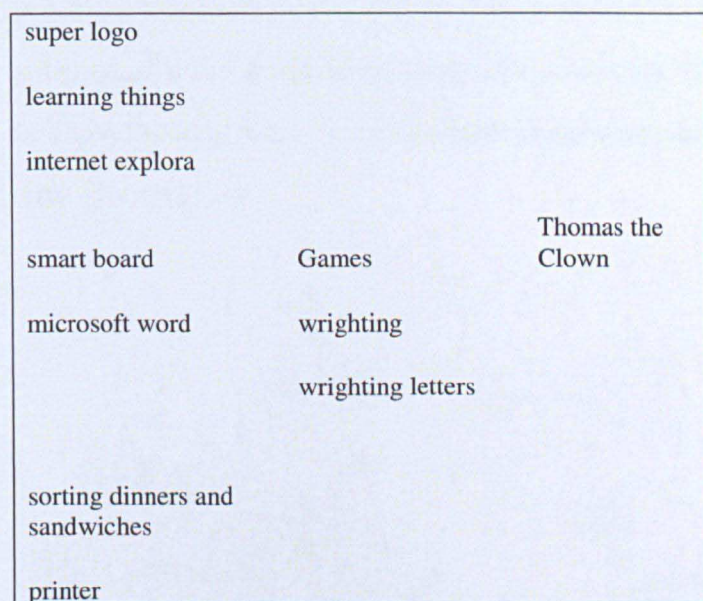 super logo
learning things
internet explora
Thomas the
smart board Games Clown
microsoft word wrighting
wrighting letters
sorting dinners and
sandwiches
printer